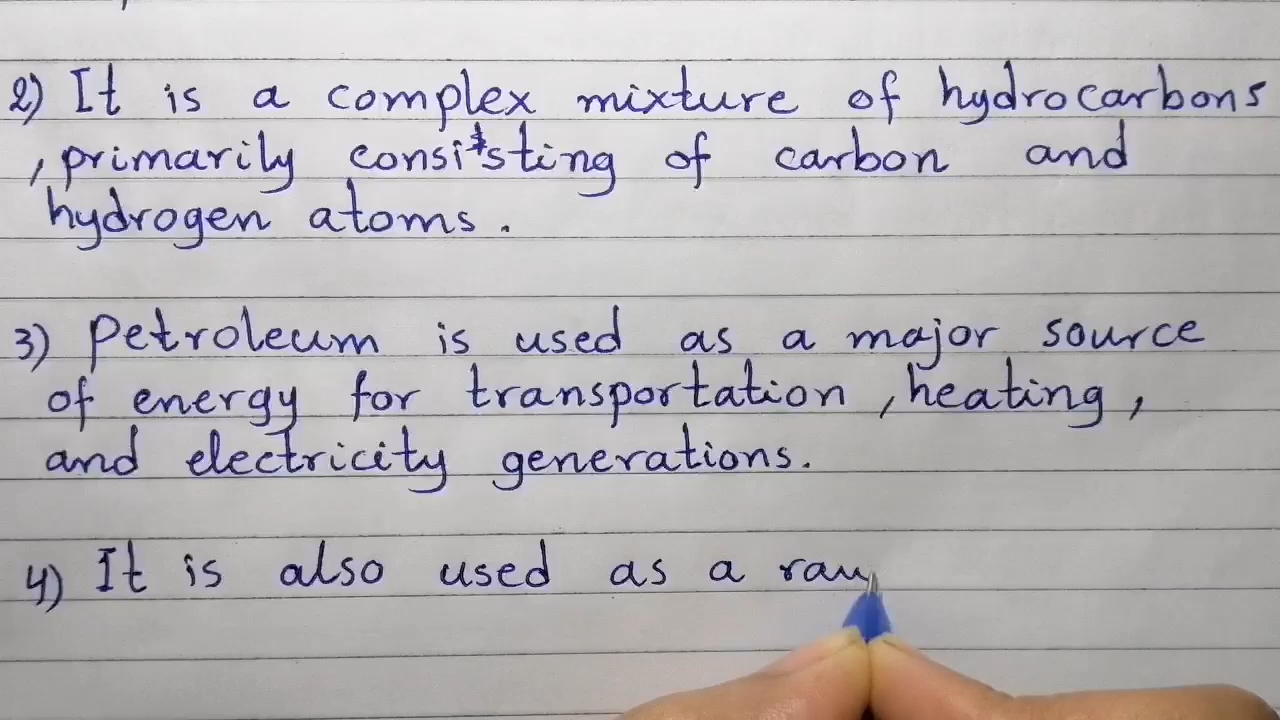 2) It is a complex mixture of hydrocarbons
, primarily consisting of carbon and
hydrogen atoms.
3) Petroleum is used as a major source
of energy for transportation, heating,
and electricity generations.
4) It is also used as a raw